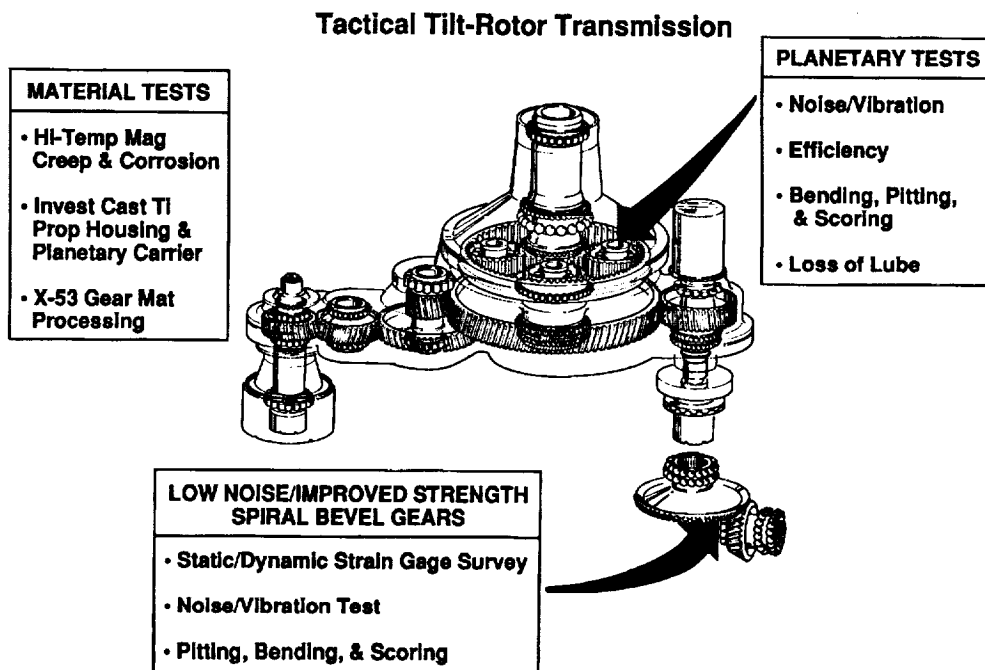 Tactical Tilt-Rotor Transmission
MATERIAL TESTS
• Hi-Temp Mag
Creep & Corrosion
• Invest Cast Ti
Prop Housing &
Planetary Carrier
• X-53 Gear Mat
Processing
PLANETARY TESTS
• Noise/Vibration
• Efficiency
• Bending, Pitting,
& Scoring
• Loss of Lube
LOW NOISE/IMPROVED STRENGTH
SPIRAL BEVEL GEARS
• Static/Dynamic Strain Gage Survey
• Noise/Vibration Test
• Pitting, Bending, & Scoring